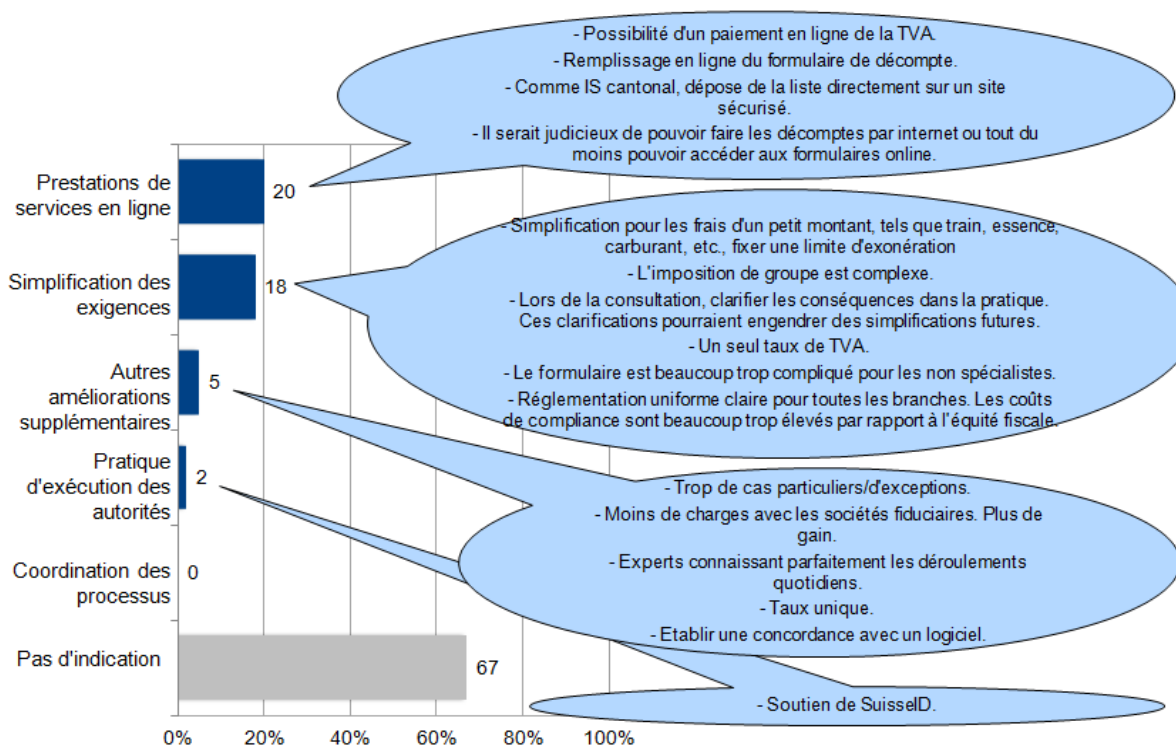 - Possibilité d'un paiement en ligne de la TVA.
- Remplissage en ligne du formulaire de décompte.
- Comme IS cantonal, dépose de la liste directement sur un site
sécurisé.
- Il serait judicieux de pouvoir faire les décomptes par internet ou tout du
moins pouvoir accéder aux formulaires online.
Prestations de
services en ligne
20
- Simplification pour les frais d'un petit montant, tels que train, essence,
carburant, etc., fixer une limite d'exonération
- L'imposition de groupe est complexe.
- Lors de la consultation, clarifier les conséquences dans la pratique.
Ces clarifications pourraient engendrer des simplifications futures.
- Un seul taux de TVA.
- Le formulaire est beaucoup trop compliqué pour les non spécialistes.
- Réglementation uniforme claire pour toutes les branches. Les coûts
de compliance sont beaucoup trop élevés par rapport à l'équité fiscale.
Simplification des
exigences
18
Autres
améliorations
supplémentaires
5
- Trop de cas particuliers/d'exceptions.
- Moins de charges avec les sociétés fiduciaires. Plus de
gain.
- Experts connaissant parfaitement les déroulements
quotidiens.
- Taux unique.
- Etablir une concordance avec un logiciel.
Pratique
d'exécution des
autorités
2
- Soutien de SuisseID.
Coordination des
processus
0
Pas d'indication
67
0%
20%
40%
60%
80%
100%